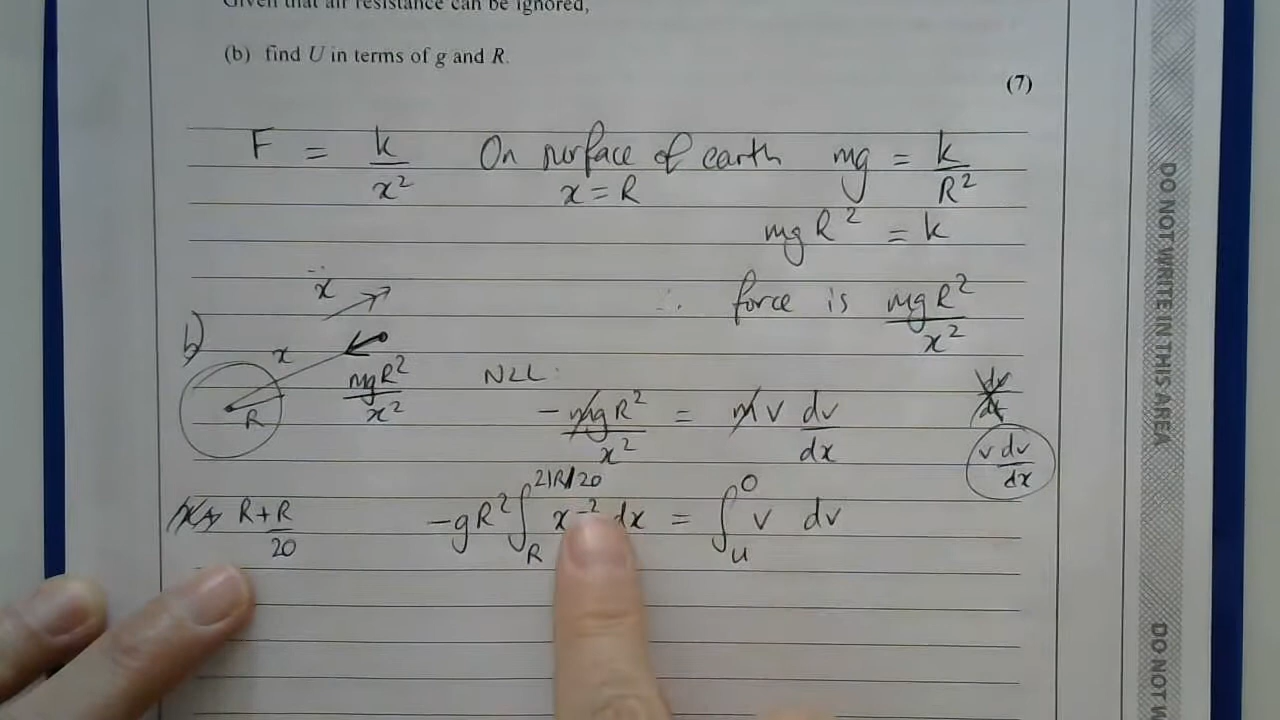 Given that air resistance can be ignored,
(b) find U in terms of g and R.
(7)
F = k/x² On surface of earth mg = k/R²
x = R
mgR² = k
ẍ
∴ force is mgR²/x²
b)
x
R
mgR²/x² N2L:
-mgR²/x² = mv dv/dx
v dv/dx
R+R/20 -gR² ∫_R^{21R/20} x⁻² dx = ∫_U^0 v dv
DO NOT WRITE IN THIS AREA
DO NOT W